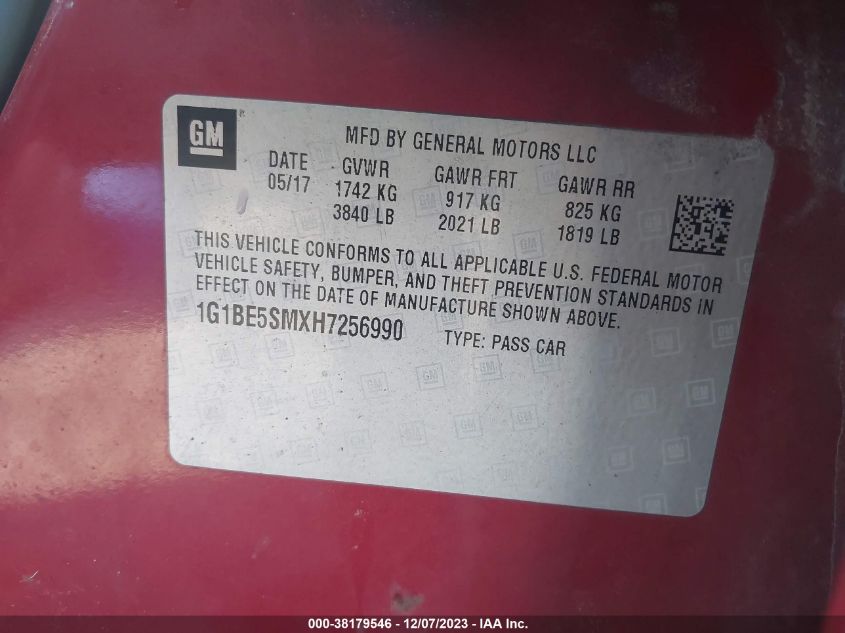 GM
MFD BY GENERAL MOTORS LLC
DATE GVWR GAWR FRT GAWR RR
05/17 1742 KG 917 KG 825 KG
3840 LB 2021 LB 1819 LB
THIS VEHICLE CONFORMS TO ALL APPLICABLE U.S. FEDERAL MOTOR
VEHICLE SAFETY, BUMPER, AND THEFT PREVENTION STANDARDS IN
EFFECT ON THE DATE OF MANUFACTURE SHOWN ABOVE.
1G1BE5SMXH7256990 TYPE: PASS CAR
000-38179546 - 12/07/2023 - IAA Inc.